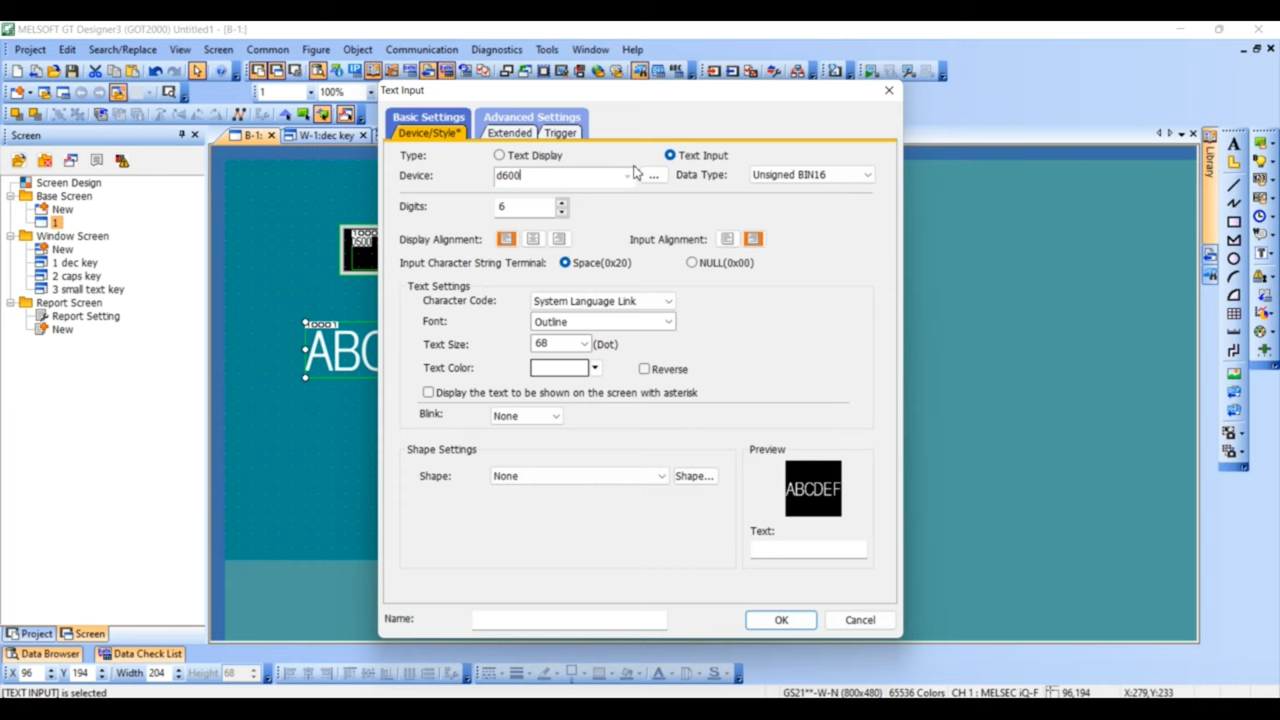 MELSOFT GT Designer3 (GOT2000) Untitled1 - [B-1:]
Project Edit Search/Replace View Screen Common Figure Object Communication Diagnostics Tools Window Help
1 100%
Screen
B-1: W-1:dec key
Screen Design
Base Screen
New
1
Window Screen
New
1 dec key
2 caps key
3 small text key
Report Screen
Report Setting
New
Project Screen
Data Browser Data Check List
10001
ABC
Text Input
Basic Settings Advanced Settings
Device/Style* Extended Trigger
Type: Text Display Text Input
Device: d600 ... Data Type: Unsigned BIN16
Digits: 6
Display Alignment: Input Alignment:
Input Character String Terminal: Space(0x20) NULL(0x00)
Text Settings
Character Code: System Language Link
Font: Outline
Text Size: 68 (Dot)
Text Color: Reverse
Display the text to be shown on the screen with asterisk
Blink: None
Shape Settings
Shape: None Shape...
Preview
ABCDEF
Text:
Name:
OK Cancel
Library
X 96 Y 194 Width 204 Height 68
[TEXT INPUT] is selected
GS21**-W-N (800x480) 65536 Colors CH 1 : MELSEC iQ-F 96,194 X:279,Y:233